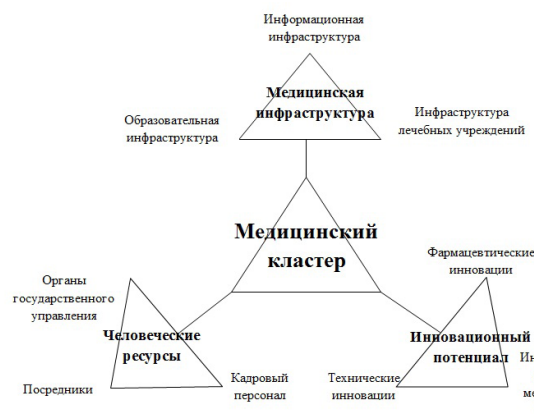 Информационная
инфраструктура
Медицинская
инфраструктура
Образовательная
инфраструктура
Инфраструктура
лечебных учреждений
Медицинский
кластер
Органы
государственного
управления
Человеческие
ресурсы
Посредники
Кадровый
персонал
Фармацевтические
инновации
Инновационный
потенциал
Технические
инновации